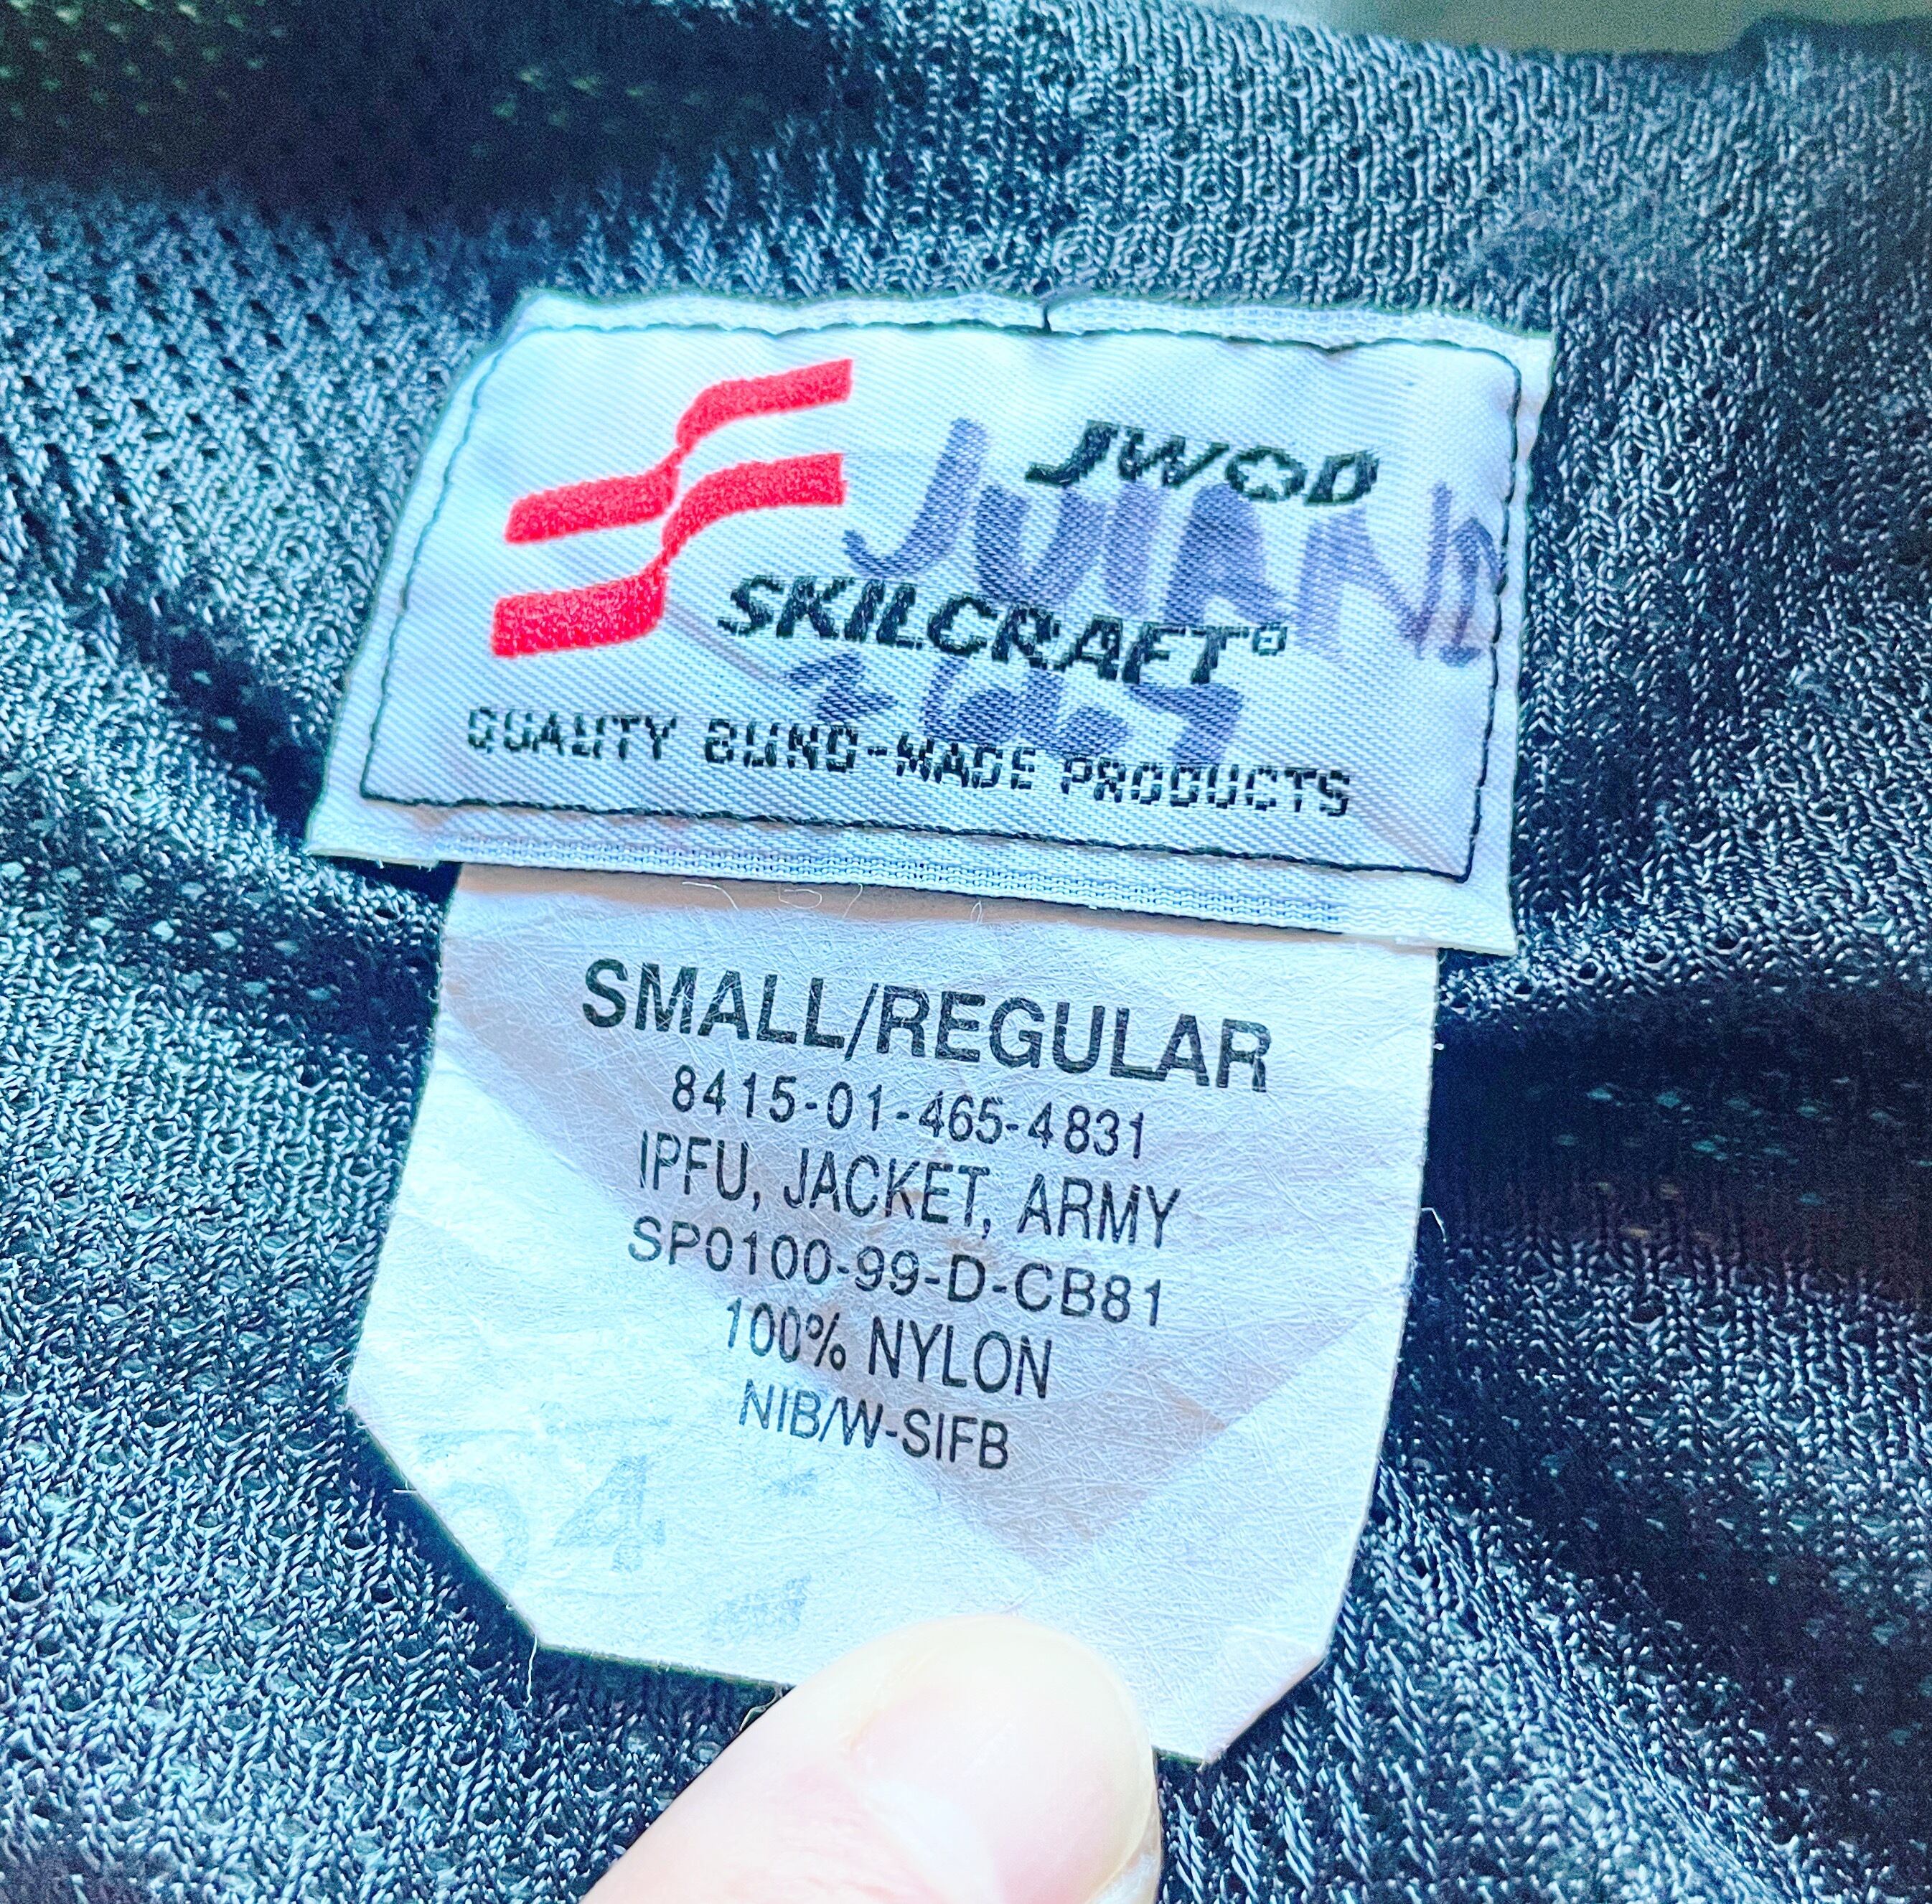 JWOD
SKILCRAFT®
QUALITY BLIND-MADE PRODUCTS
SMALL/REGULAR
8415-01-465-4831
IPFU, JACKET, ARMY
SP0100-99-D-CB81
100% NYLON
NIB/W-SIFB